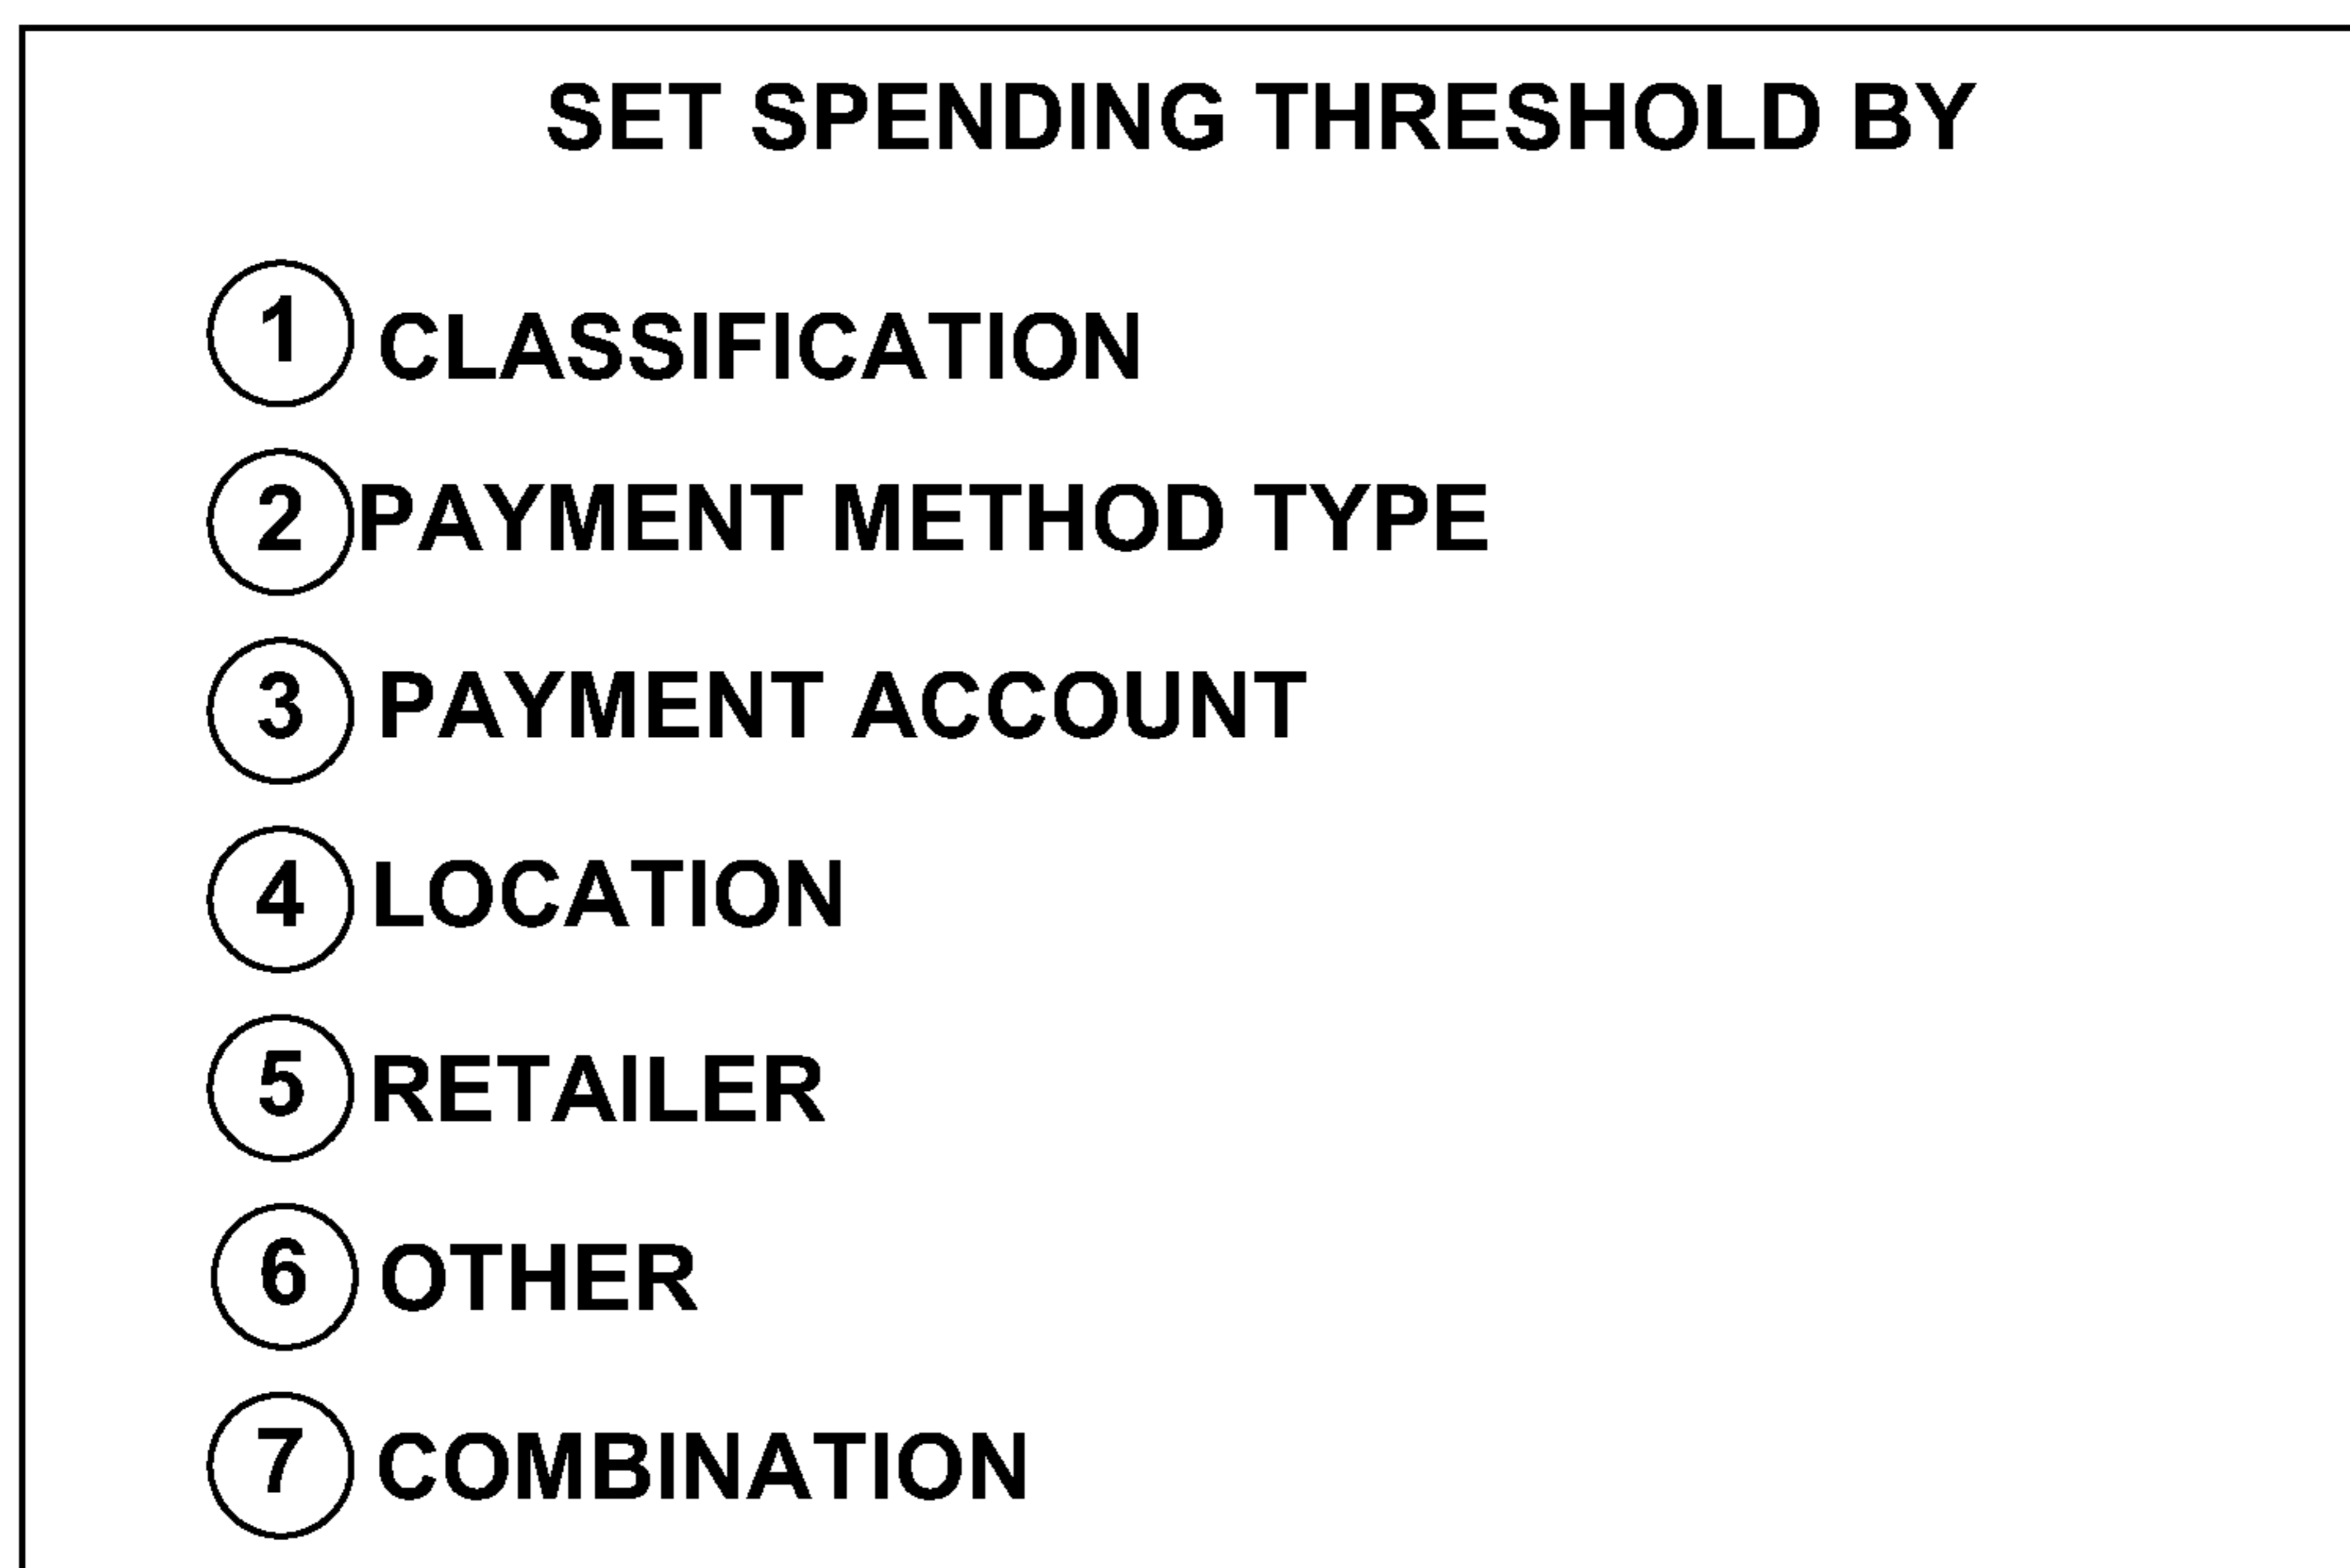 SET SPENDING THRESHOLD BY
1 CLASSIFICATION
2 PAYMENT METHOD TYPE
3 PAYMENT ACCOUNT
4 LOCATION
5 RETAILER
6 OTHER
7 COMBINATION